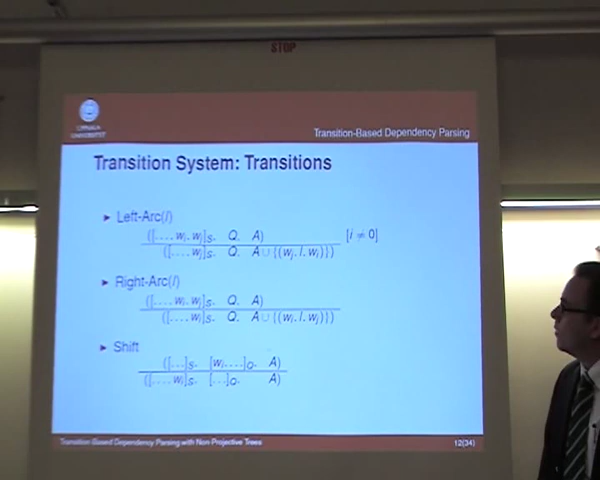 STOP
UPPSALA
UNIVERSITET
Transition-Based Dependency Parsing
Transition System: Transitions
► Left-Arc(l)
([. . . , wi, wj]S, Q, A) [i ≠ 0]
([. . . , wj]S, Q, A ∪ {(wj, l, wi)})
► Right-Arc(l)
([. . . , wi, wj]S, Q, A)
([. . . , wi]S, Q, A ∪ {(wi, l, wj)})
► Shift
([. . .]S, [wi, . . .]Q, A)
([. . . , wi]S, [. . .]Q, A)
Transition-Based Dependency Parsing with Non-Projective Trees 12(34)